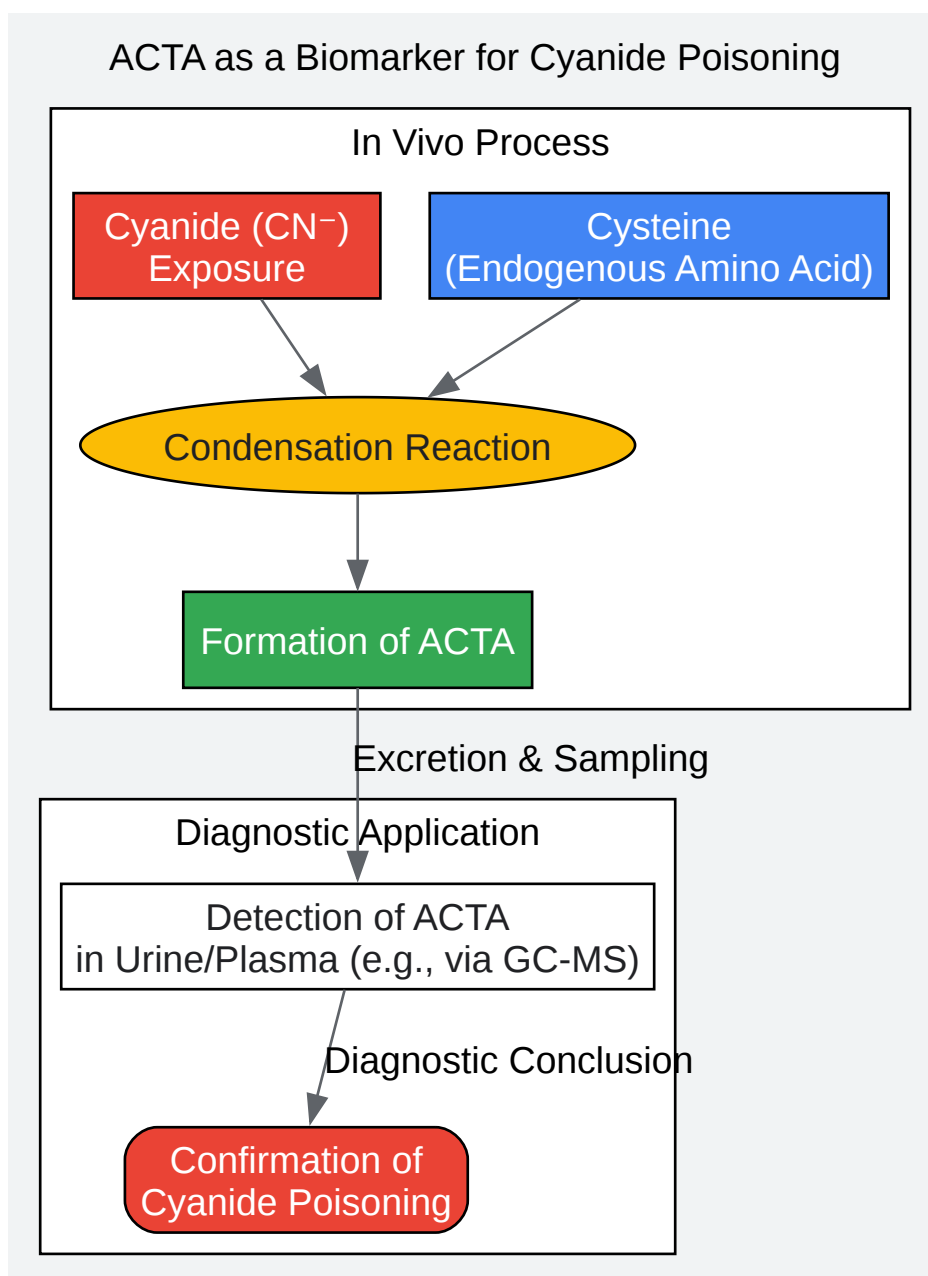 ACTA as a Biomarker for Cyanide Poisoning
In Vivo Process
Cyanide (CN⁻)
Exposure
Cysteine
(Endogenous Amino Acid)
Condensation Reaction
Formation of ACTA
Excretion & Sampling
Diagnostic Application
Detection of ACTA
in Urine/Plasma (e.g., via GC-MS)
Diagnostic Conclusion
Confirmation of
Cyanide Poisoning